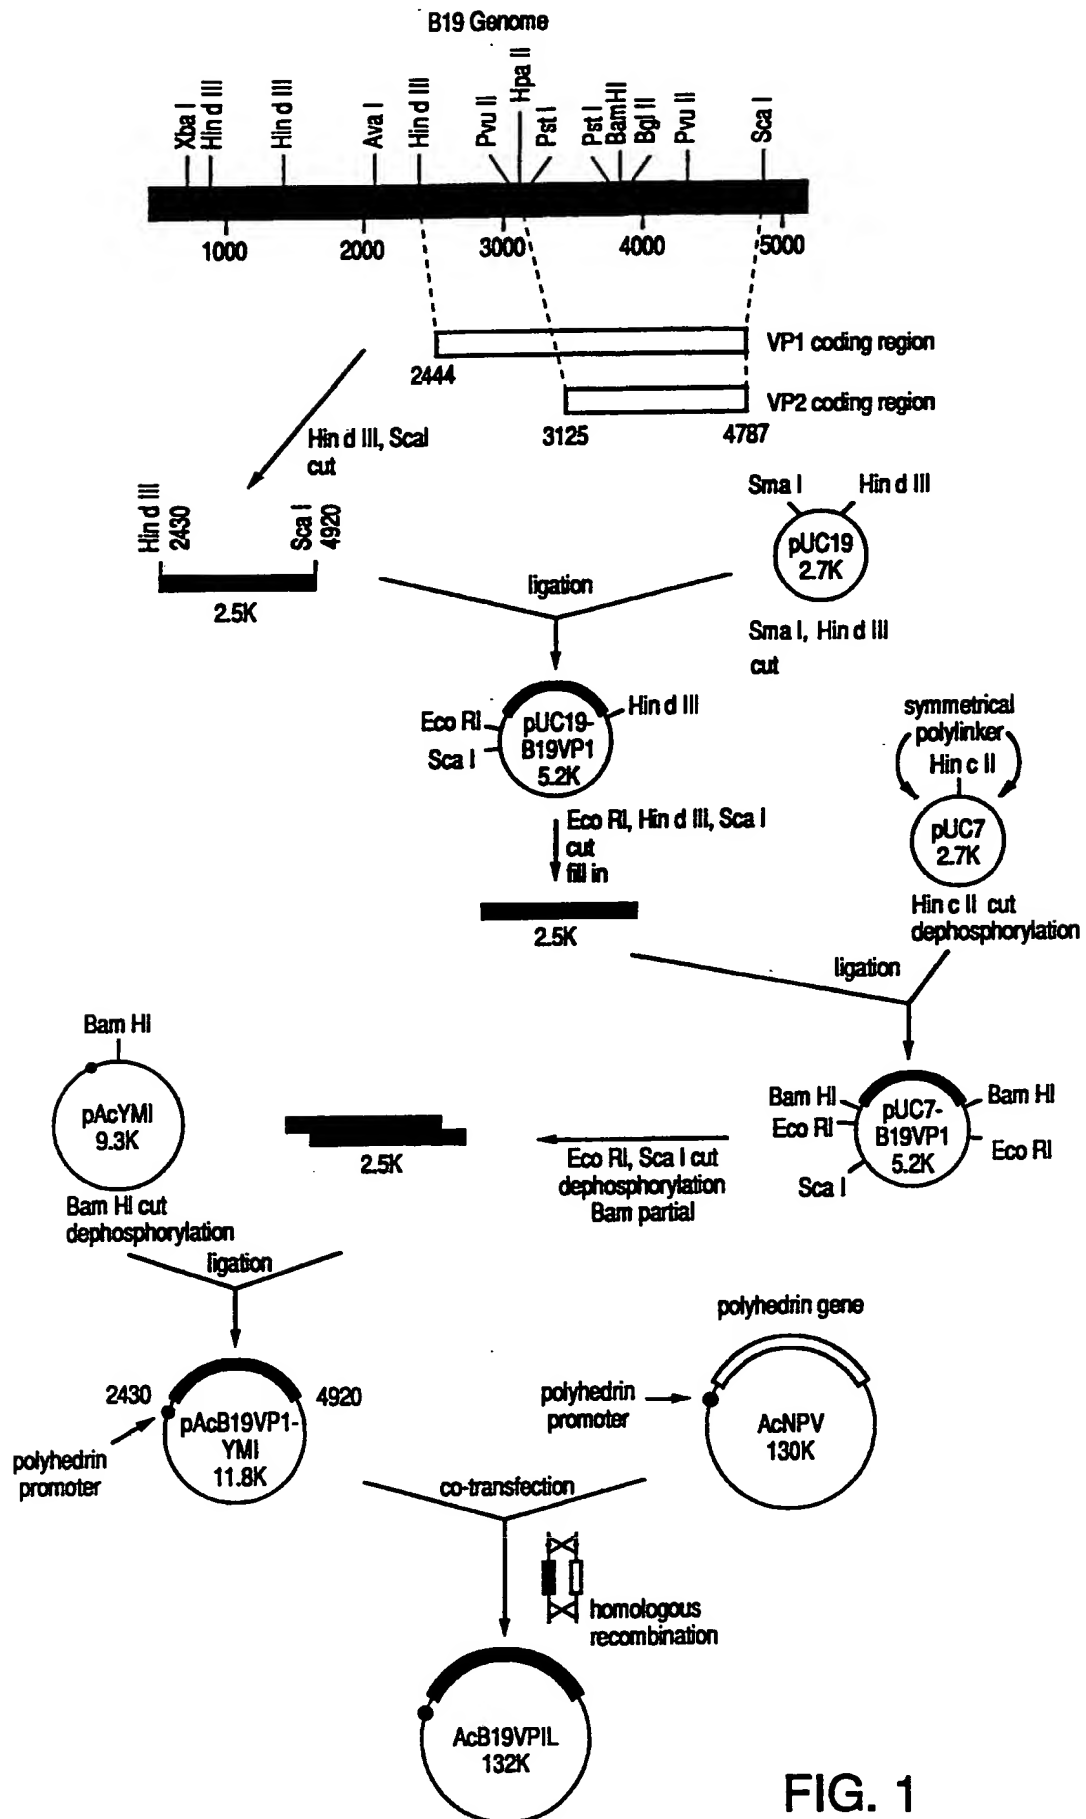 B19 Genome
Xba I
Hin d III
Hin d III
Ava I
Hin d III
Pvu II
Hpa II
Pst I
Pst I
BamHI
Bgl II
Pvu II
Sca I
1000
2000
3000
4000
5000
VP1 coding region
2444
VP2 coding region
3125
4787
Hin d III, ScaI
cut
Hin d III
2430
Sca I
4920
2.5K
ligation
Sma I
Hin d III
pUC19
2.7K
Sma I, Hin d III
cut
Eco RI
Sca I
Hin d III
pUC19-
B19VP1
5.2K
Eco RI, Hin d III, Sca I
cut
fill in
2.5K
symmetrical
polylinker
Hin c II
pUC7
2.7K
Hin c II cut
dephosphorylation
ligation
Bam HI
Eco RI
Sca I
Bam HI
Eco RI
pUC7-
B19VP1
5.2K
Eco RI, Sca I cut
dephosphorylation
Bam partial
2.5K
Bam HI
pAcYMI
9.3K
Bam HI cut
dephosphorylation
ligation
2430
4920
pAcB19VP1-
YMI
11.8K
polyhedrin
promoter
polyhedrin gene
polyhedrin
promoter
AcNPV
130K
co-transfection
homologous
recombination
AcB19VPIL
132K
FIG. 1